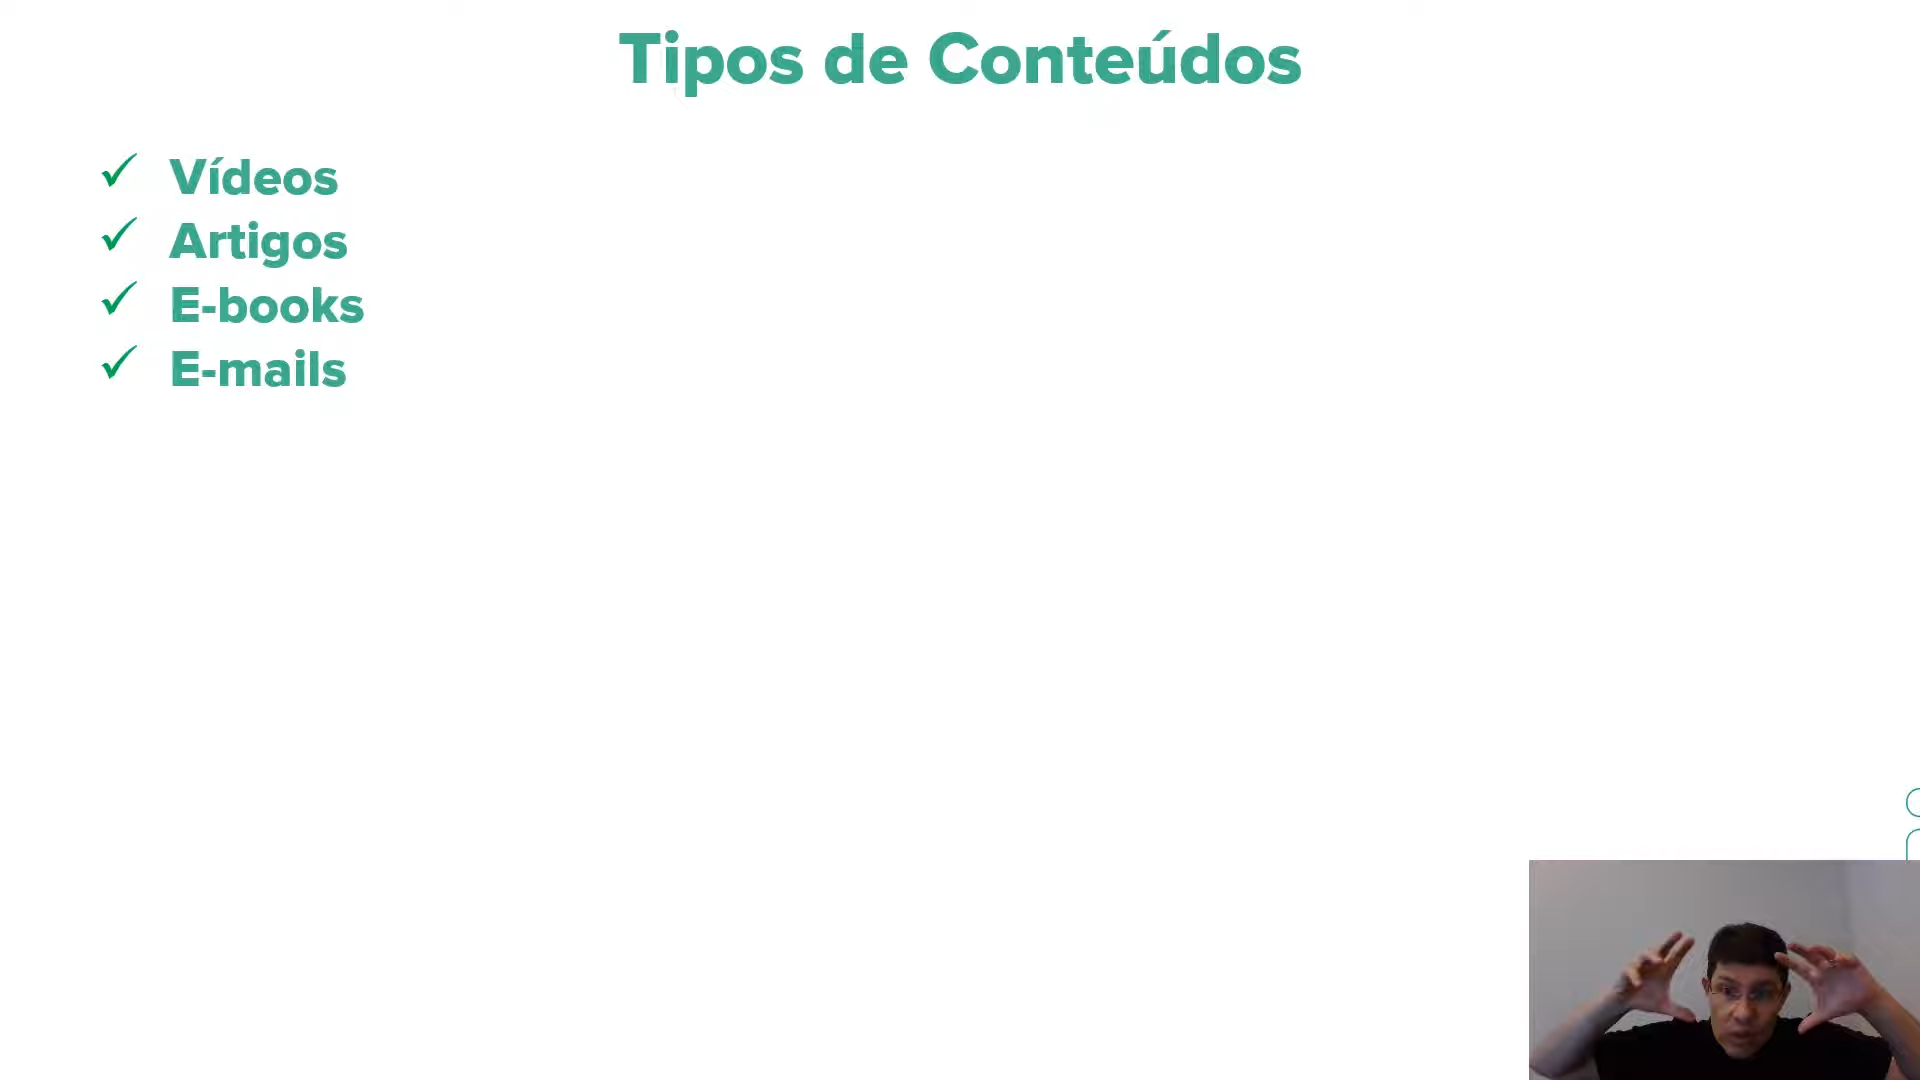 Tipos de Conteúdos
✓ Vídeos
✓ Artigos
✓ E-books
✓ E-mails